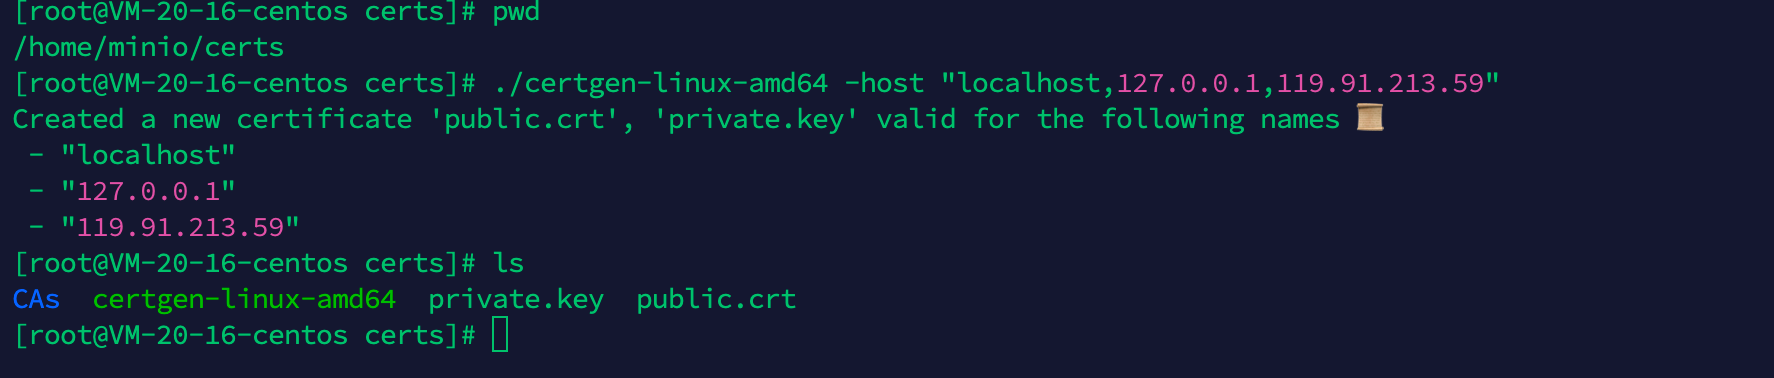 [root@VM-20-16-centos certs]# pwd
/home/minio/certs
[root@VM-20-16-centos certs]# ./certgen-linux-amd64 -host "localhost,127.0.0.1,119.91.213.59"
Created a new certificate 'public.crt', 'private.key' valid for the following names 📜
 - "localhost"
 - "127.0.0.1"
 - "119.91.213.59"
[root@VM-20-16-centos certs]# ls
CAs  certgen-linux-amd64  private.key  public.crt
[root@VM-20-16-centos certs]#